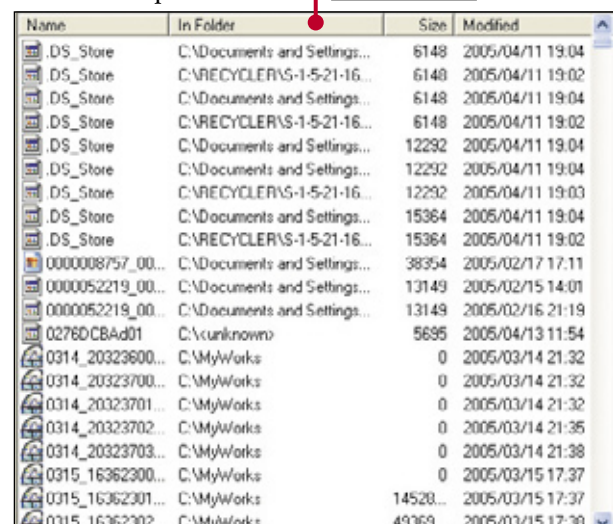 Name In Folder Size Modified
.DS_Store C:\Documents and Settings... 6148 2005/04/11 19:04
.DS_Store C:\RECYCLER\S-1-5-21-16... 6148 2005/04/11 19:02
.DS_Store C:\Documents and Settings... 6148 2005/04/11 19:04
.DS_Store C:\RECYCLER\S-1-5-21-16... 6148 2005/04/11 19:02
.DS_Store C:\Documents and Settings... 12292 2005/04/11 19:04
.DS_Store C:\Documents and Settings... 12292 2005/04/11 19:04
.DS_Store C:\RECYCLER\S-1-5-21-16... 12292 2005/04/11 19:03
.DS_Store C:\Documents and Settings... 15364 2005/04/11 19:04
.DS_Store C:\RECYCLER\S-1-5-21-16... 15364 2005/04/11 19:02
0000008757_00... C:\Documents and Settings... 38354 2005/02/17 17:11
0000052219_00... C:\Documents and Settings... 13149 2005/02/15 14:01
0000052219_00... C:\Documents and Settings... 13149 2005/02/16 21:19
0276DCBAd01 C:\<unknown> 5695 2005/04/13 11:54
0314_20323600... C:\MyWorks 0 2005/03/14 21:32
0314_20323700... C:\MyWorks 0 2005/03/14 21:32
0314_20323701... C:\MyWorks 0 2005/03/14 21:32
0314_20323702... C:\MyWorks 0 2005/03/14 21:35
0314_20323703... C:\MyWorks 0 2005/03/14 21:38
0315_16362300... C:\MyWorks 0 2005/03/15 17:37
0315_16362301... C:\MyWorks 14528... 2005/03/15 17:37
0315_16362302... C:\MyWorks 49369... 2005/03/15 17:38